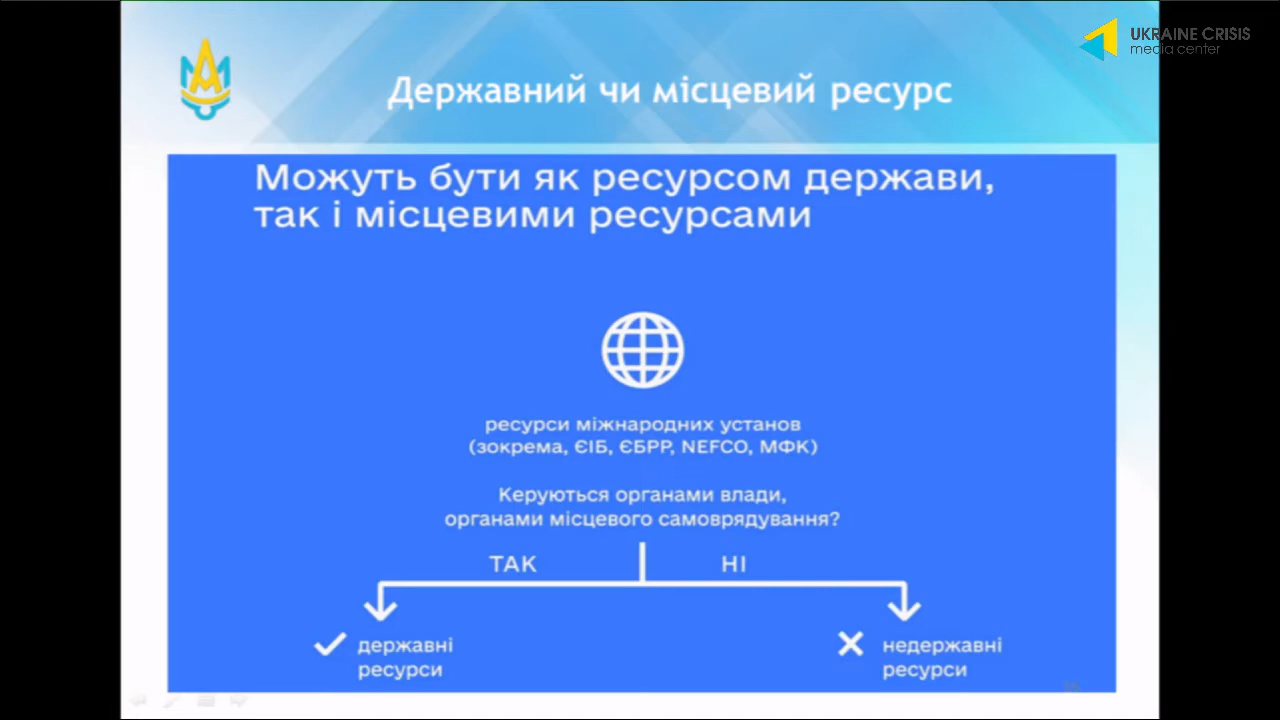 UKRAINE CRISIS
media center
Державний чи місцевий ресурс
Можуть бути як ресурсом держави,
так і місцевими ресурсами
ресурси міжнародних установ
(зокрема, ЄІБ, ЄБРР, NEFCO, МФК)
Керуються органами влади,
органами місцевого самоврядування?
ТАК НІ
державні
ресурси
недержавні
ресурси